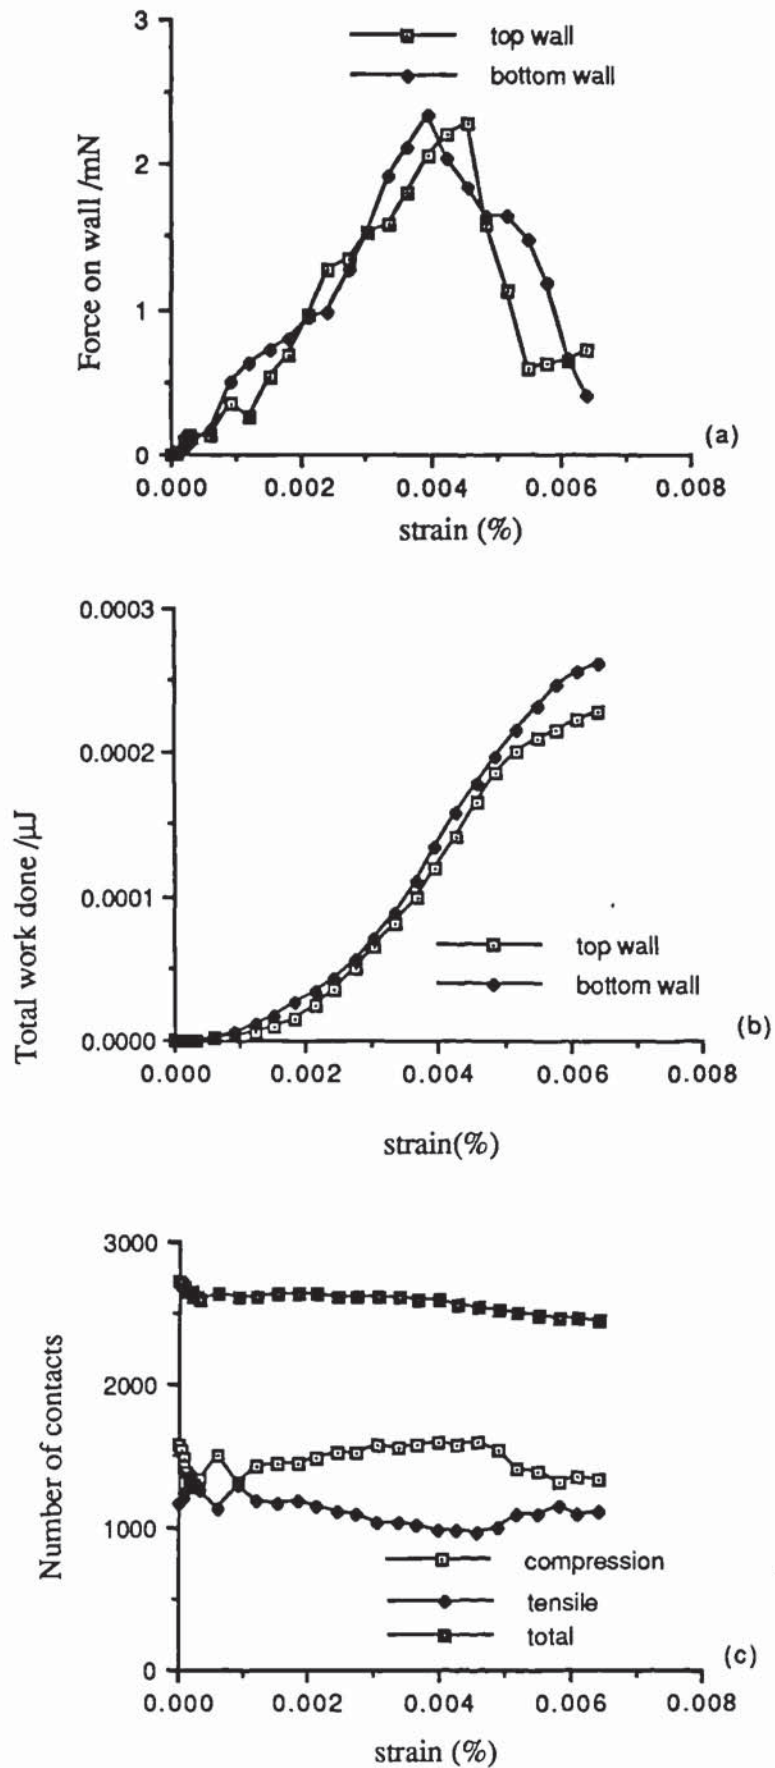 3
top wall
bottom wall
2
Force on wall /mN
1
(a)
0
0.000 0.002 0.004 0.006 0.008
strain (%)
0.0003
0.0002
Total work done /µJ
0.0001
top wall
bottom wall
(b)
0.0000
0.000 0.002 0.004 0.006 0.008
strain(%)
3000
2000
Number of contacts
1000
compression
tensile
total
(c)
0
0.000 0.002 0.004 0.006 0.008
strain (%)